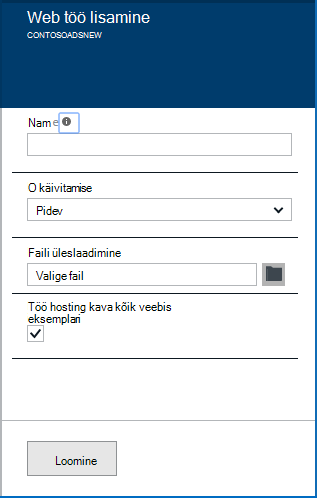 Web töö lisamine
CONTOSOADSNEW
Name
O käivitamise
Pidev
Faili üleslaadimine
Valige fail
Töö hosting kava kõik veebis
eksemplari
Loomine